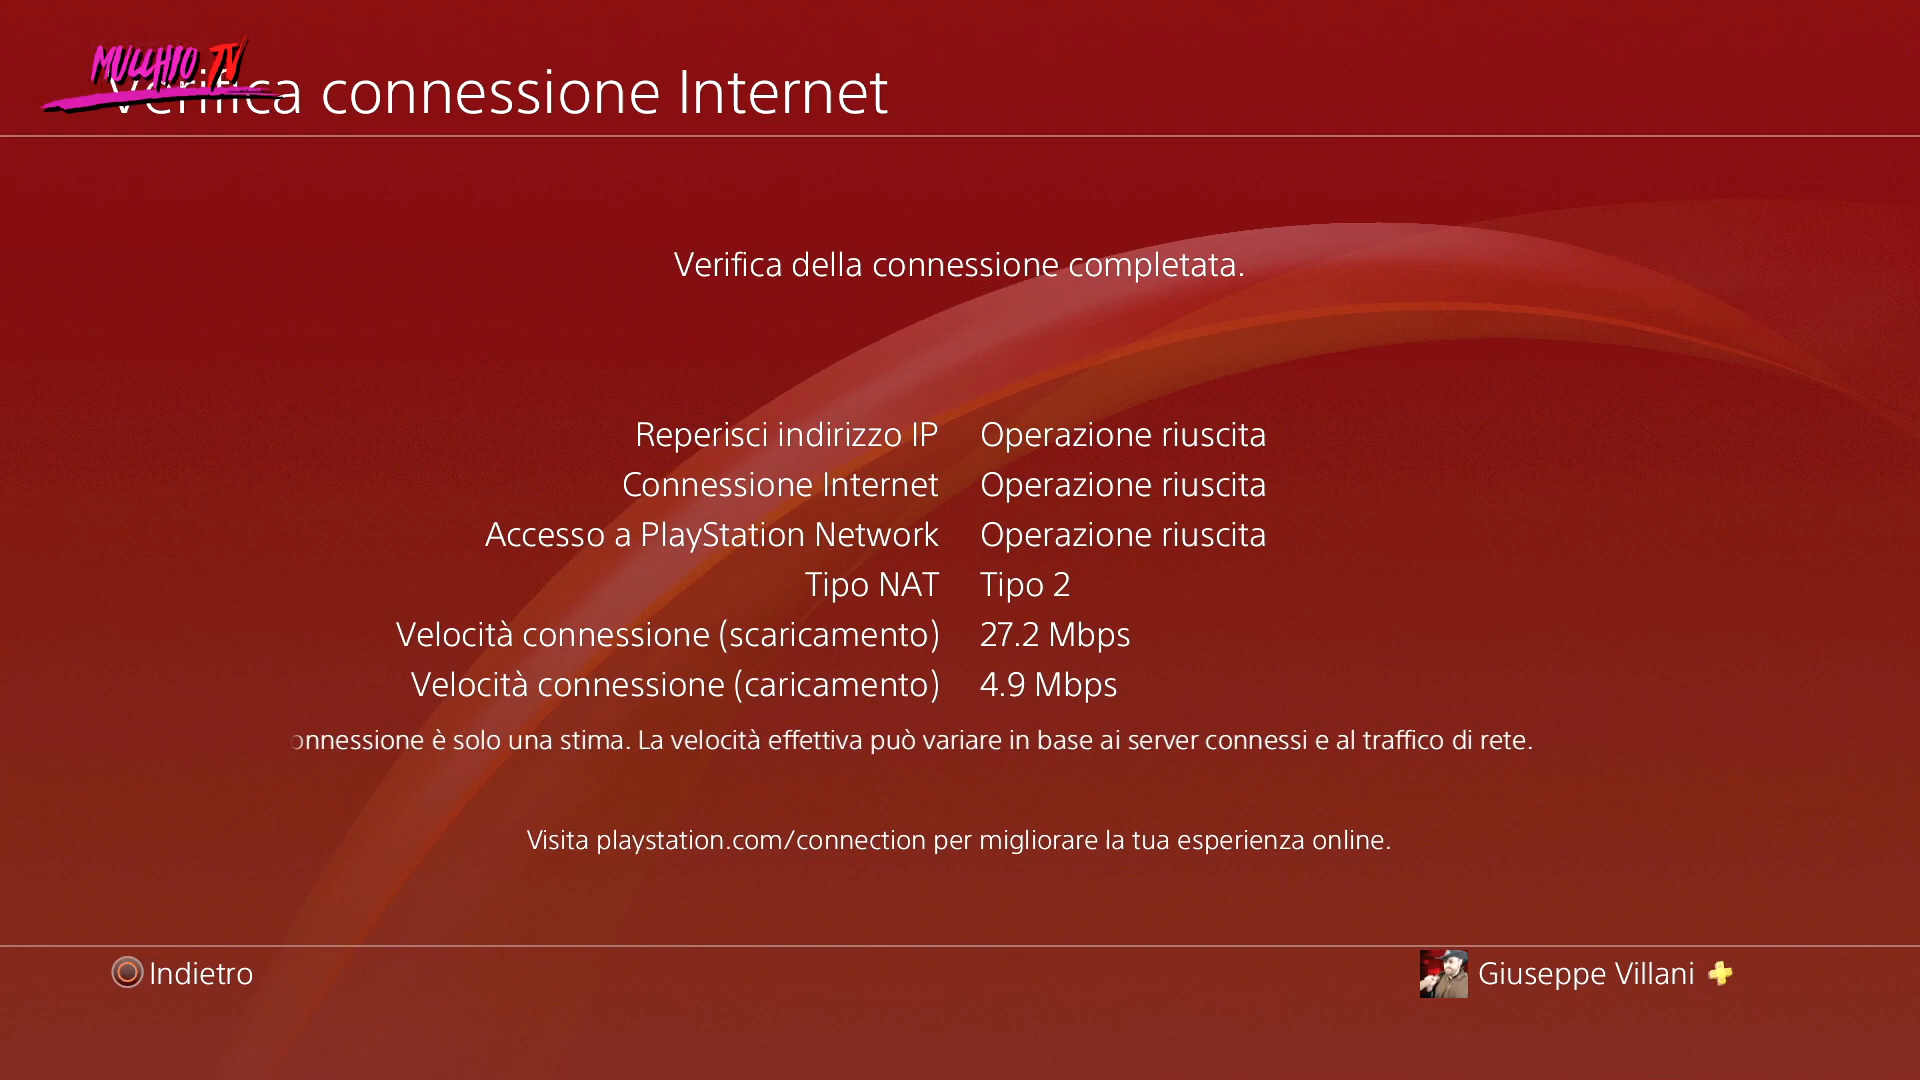 MUCCHIO TV
Verifica connessione Internet
Verifica della connessione completata.
Reperisci indirizzo IP Operazione riuscita
Connessione Internet Operazione riuscita
Accesso a PlayStation Network Operazione riuscita
Tipo NAT Tipo 2
Velocità connessione (scaricamento) 27.2 Mbps
Velocità connessione (caricamento) 4.9 Mbps
onnessione è solo una stima. La velocità effettiva può variare in base ai server connessi e al traffico di rete.
Visita playstation.com/connection per migliorare la tua esperienza online.
Indietro
Giuseppe Villani